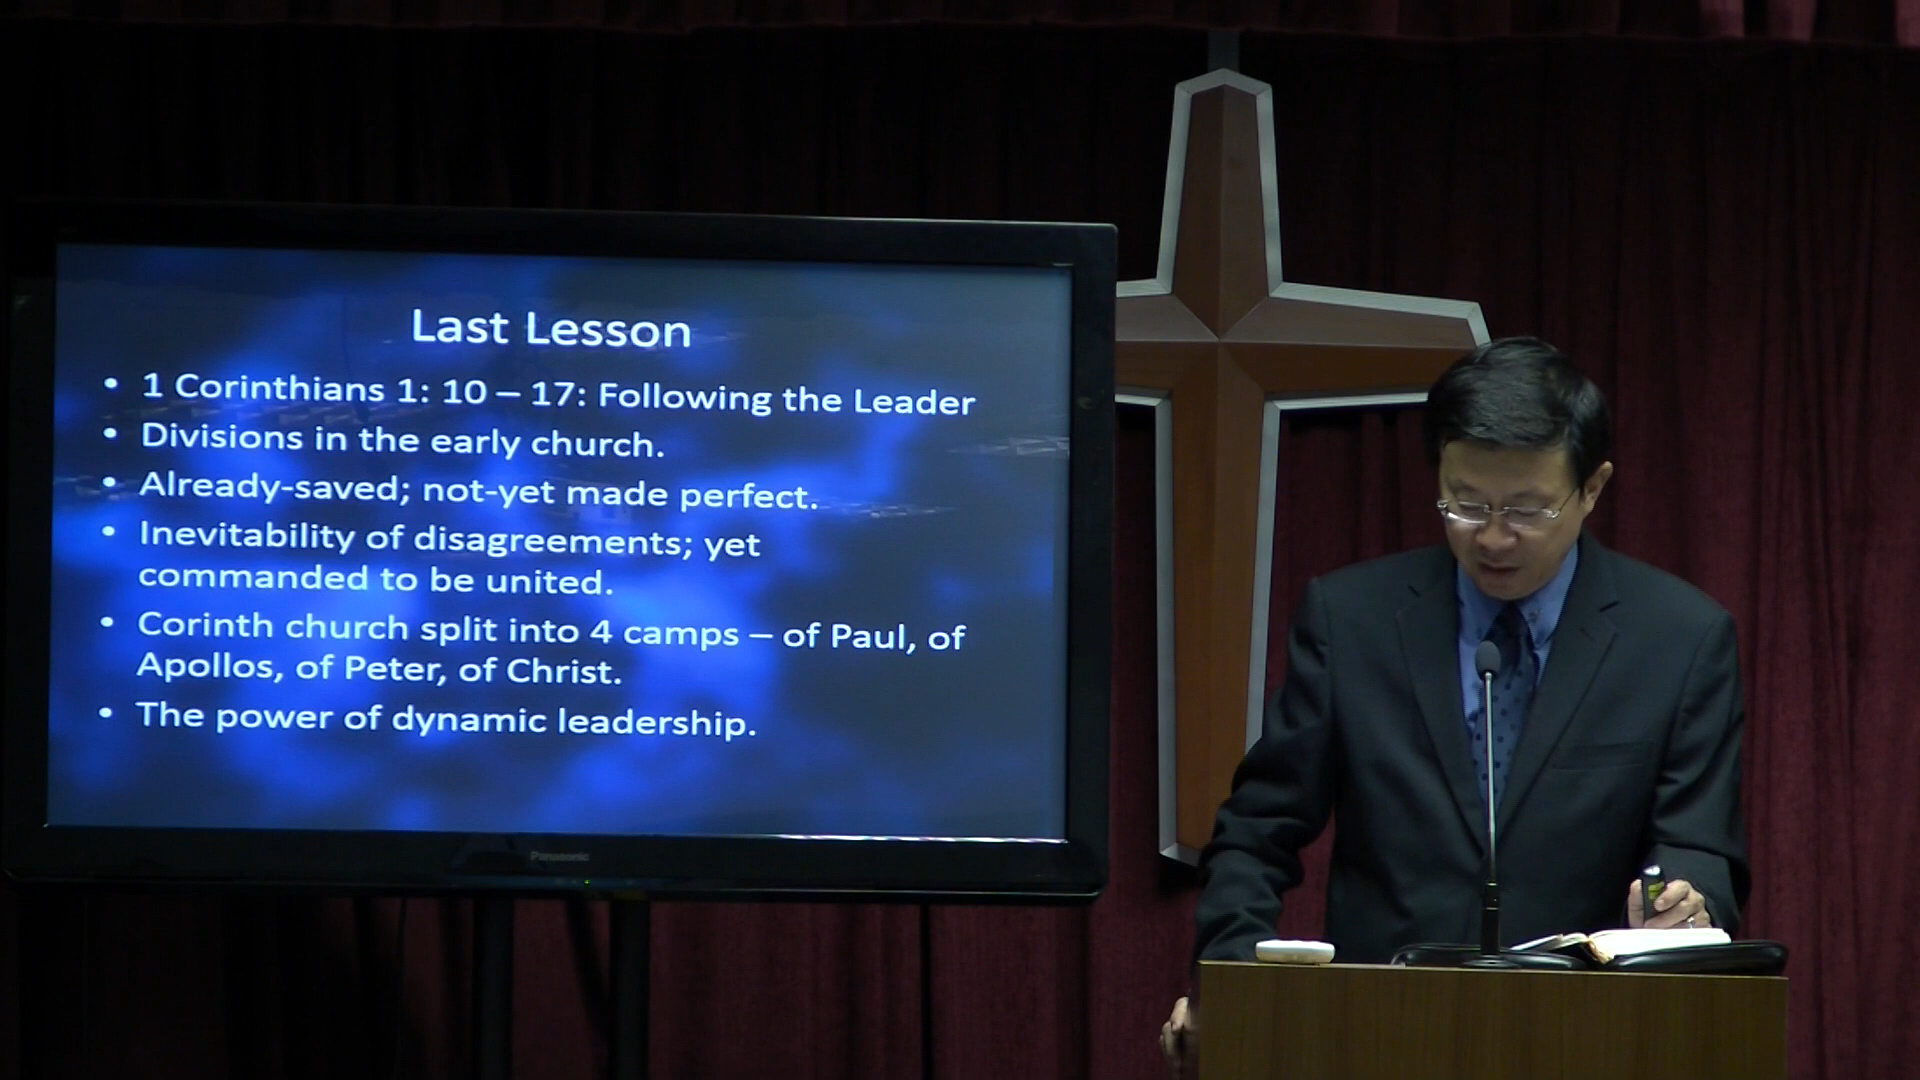 Last Lesson
• 1 Corinthians 1: 10 – 17: Following the Leader
• Divisions in the early church.
• Already-saved; not-yet made perfect.
• Inevitability of disagreements; yet
commanded to be united.
• Corinth church split into 4 camps – of Paul, of
Apollos, of Peter, of Christ.
• The power of dynamic leadership.
Panasonic